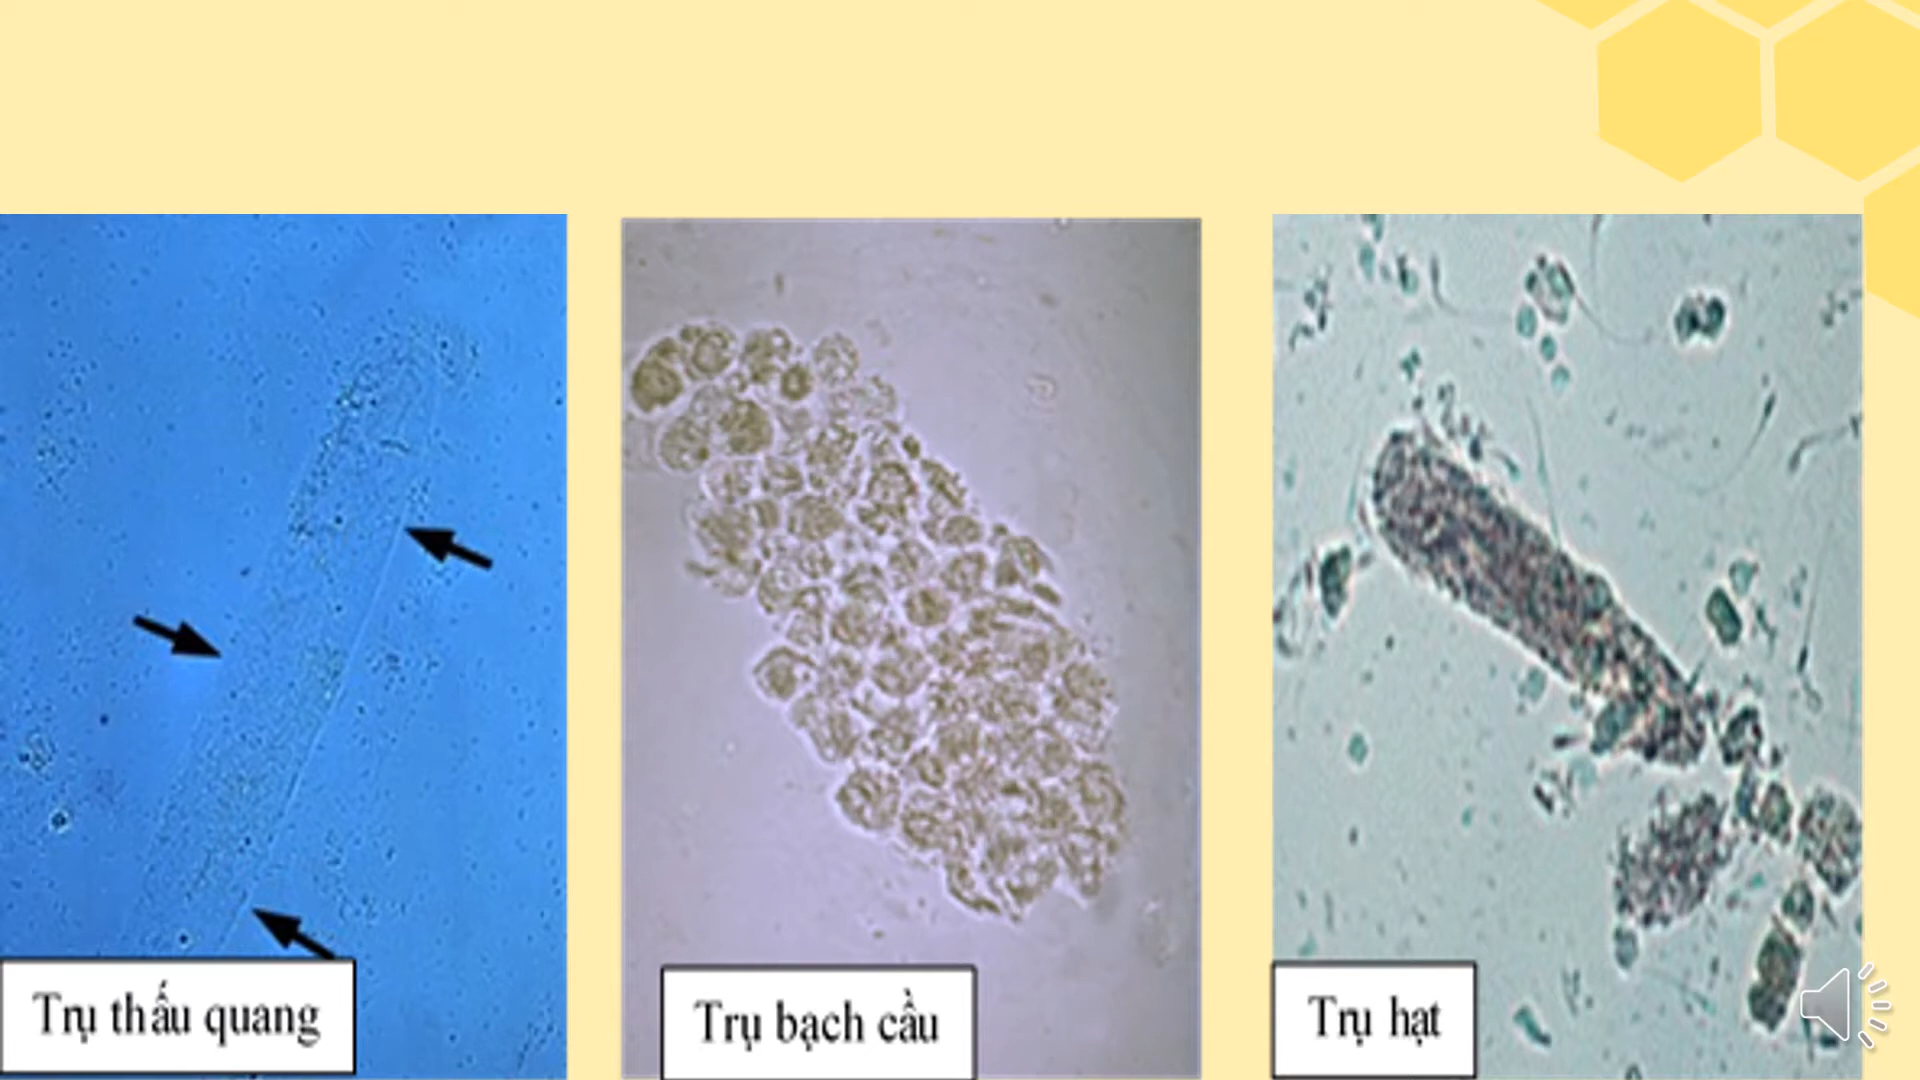 Trụ thấu quang
Trụ bạch cầu
Trụ hạt